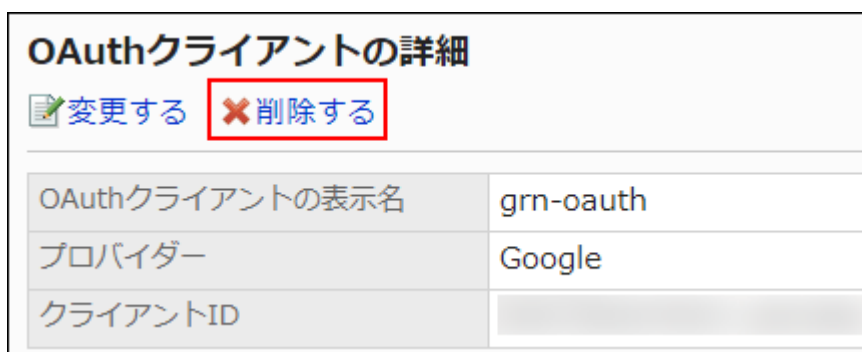 OAuthクライアントの詳細
変更する 削除する
OAuthクライアントの表示名 grn-oauth
プロバイダー Google
クライアントID